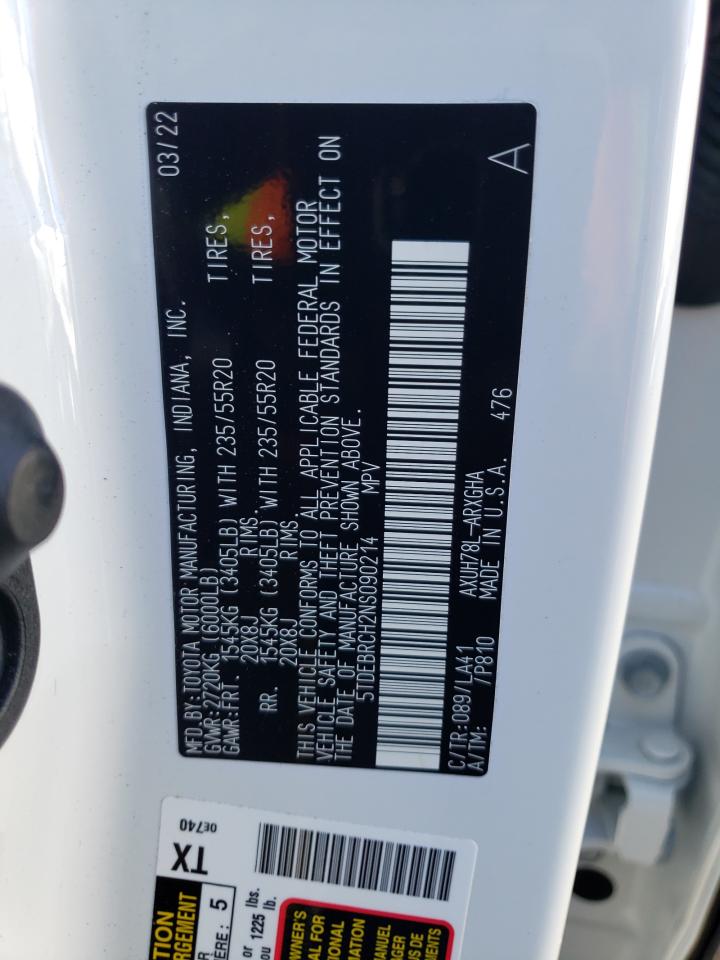 MFD BY:TOYOTA MOTOR MANUFACTURING, INDIANA, INC. 03/22
GVWR:2720KG (6000LB)
GAWR:FRT. 1545KG (3405LB) WITH 235/55R20 TIRES,
20X8J RIMS.
RR. 1545KG (3405LB) WITH 235/55R20 TIRES,
20X8J RIMS.
THIS VEHICLE CONFORMS TO ALL APPLICABLE FEDERAL MOTOR
VEHICLE SAFETY AND THEFT PREVENTION STANDARDS IN EFFECT ON
THE DATE OF MANUFACTURE SHOWN ABOVE.
5TDEBRCH2NS090214 MPV
C/TR:089/LA41 AXUH78L-ARXGHA 476
A/TM: /P810 MADE IN U.S.A. A
TX 0E740
5
or 1225 lbs.
ou lb.